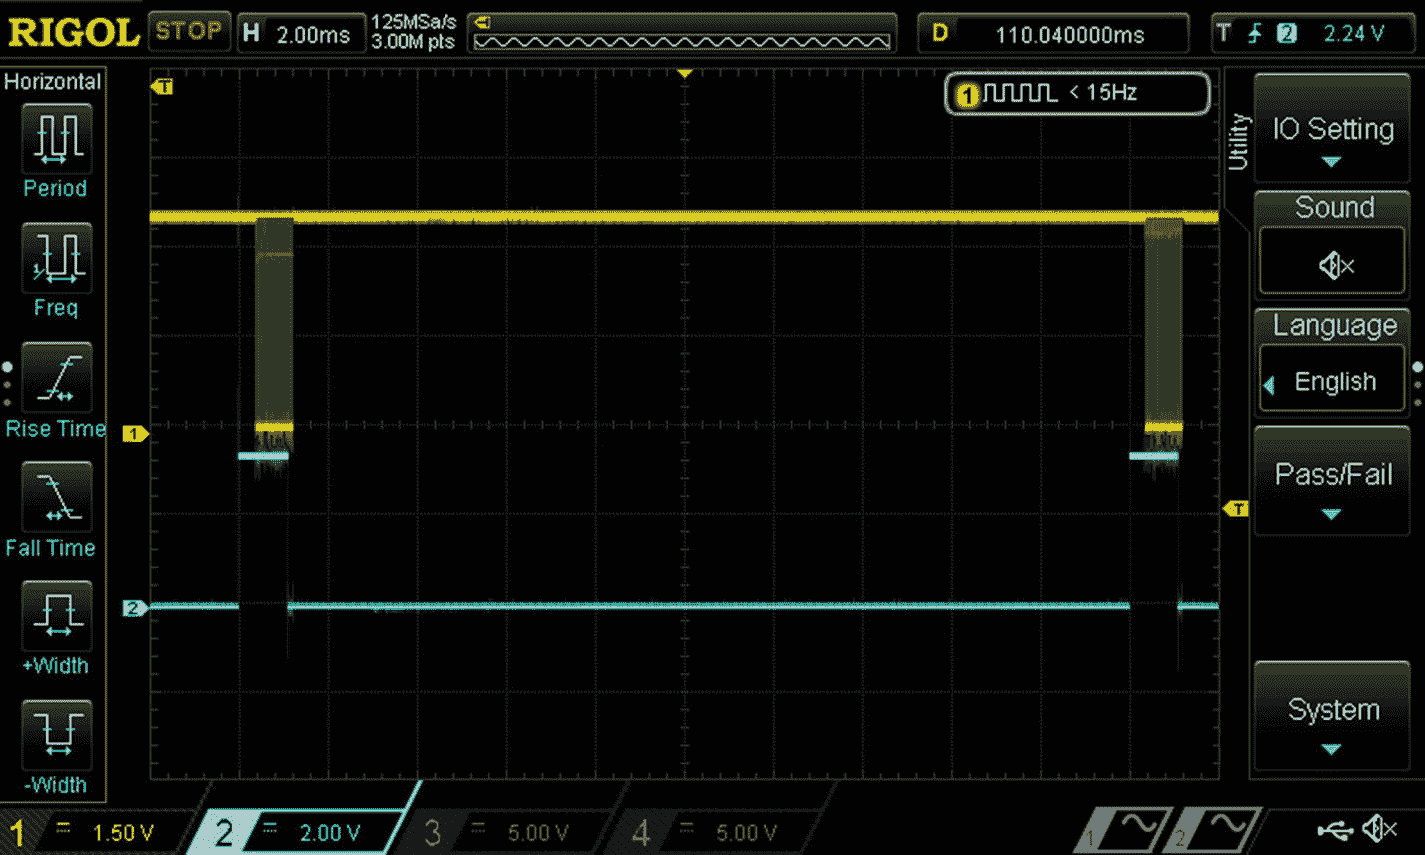 RIGOL STOP H 2.00ms 125MSa/s D 110.040000ms T 2 2.24 V
3.00M pts
Horizontal
T
1 < 15Hz
Period
Freq
Rise Time
Fall Time
+Width
-Width
1
2
T
Utility
IO Setting
Sound
Language
English
Pass/Fail
System
1 1.50 V 2 2.00 V 3 5.00 V 4 5.00 V 1 2